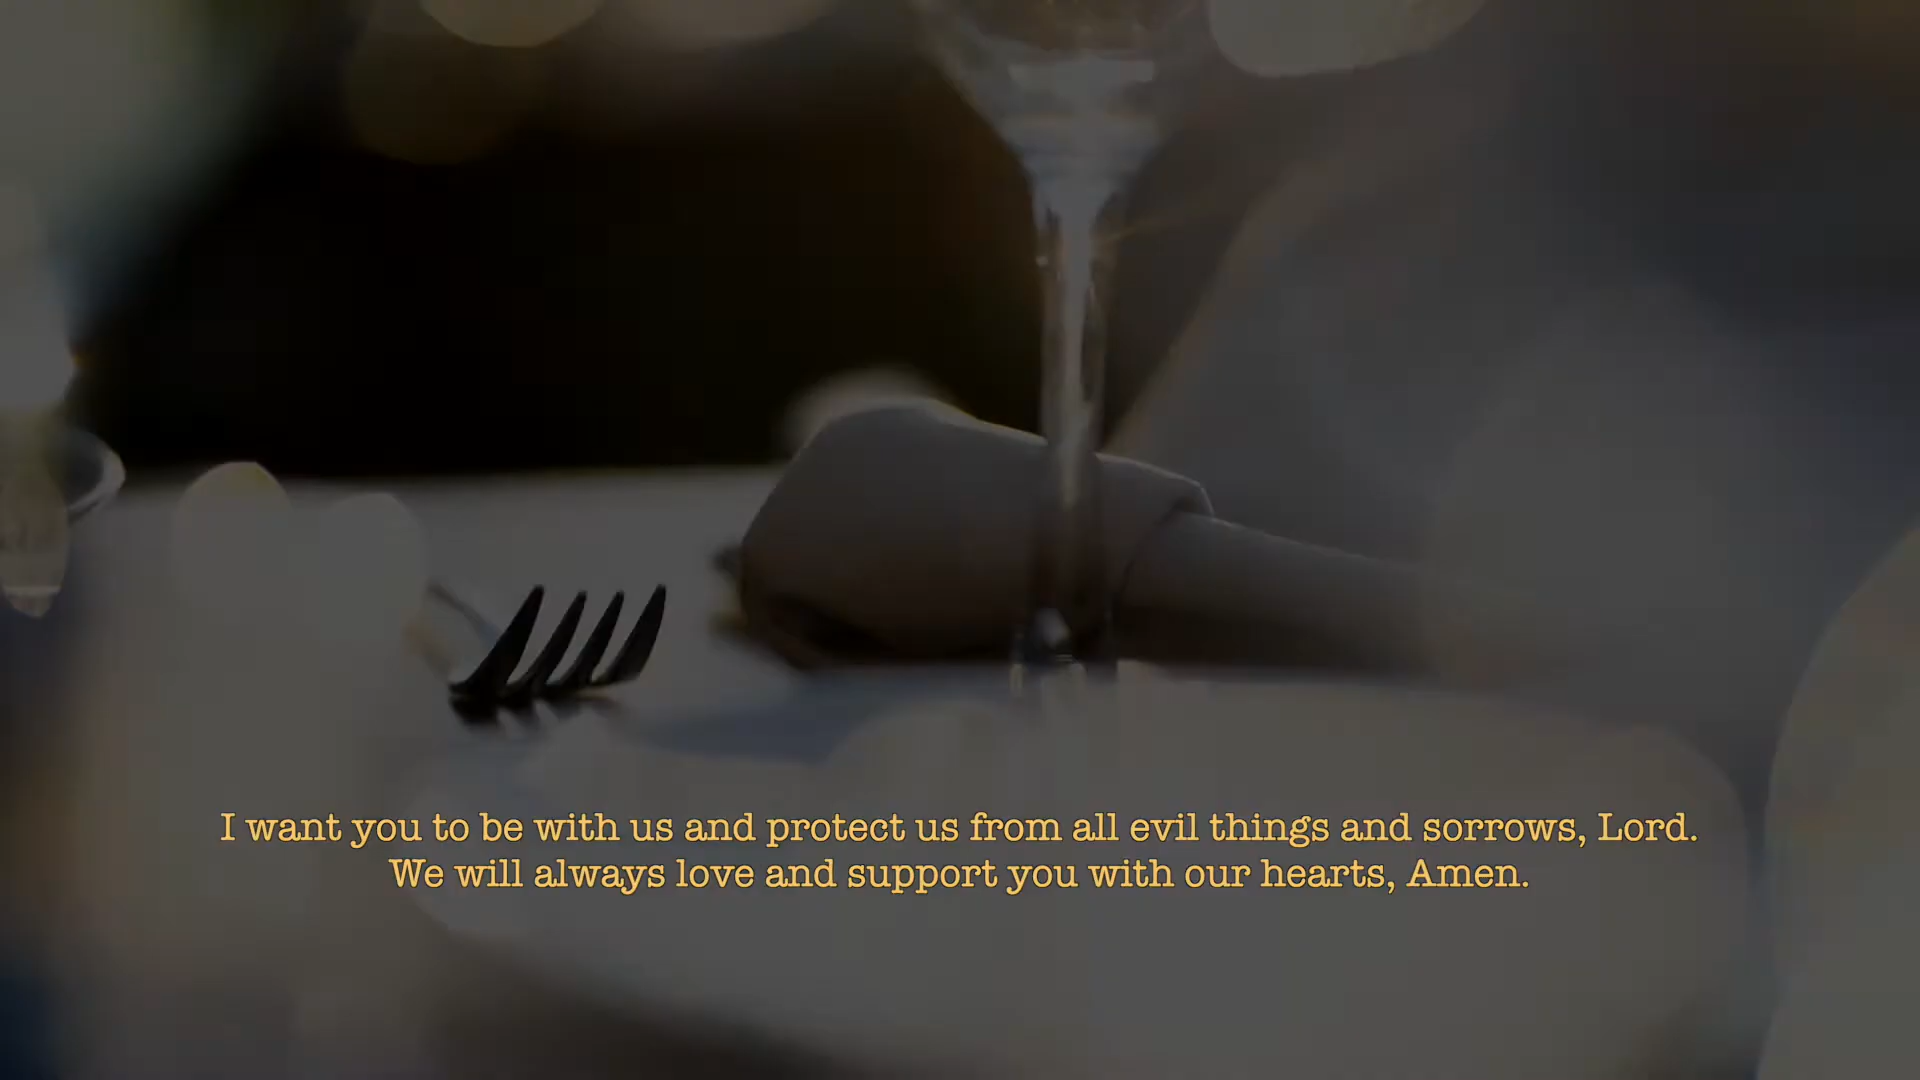 I want you to be with us and protect us from all evil things and sorrows, Lord.
We will always love and support you with our hearts, Amen.